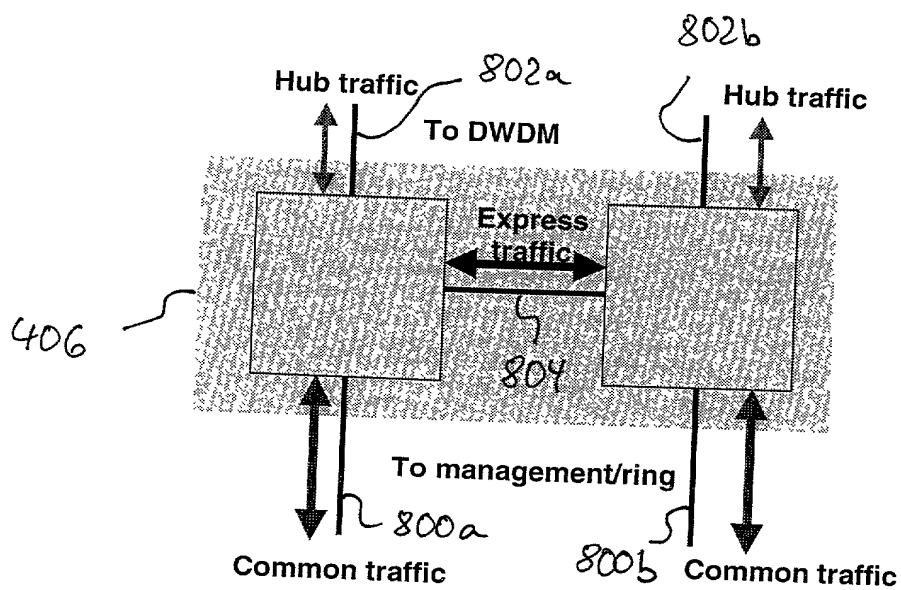 802b
802a
Hub traffic
Hub traffic
To DWDM
Express
traffic
406
804
To management/ring
800a
800b
Common traffic
Common traffic